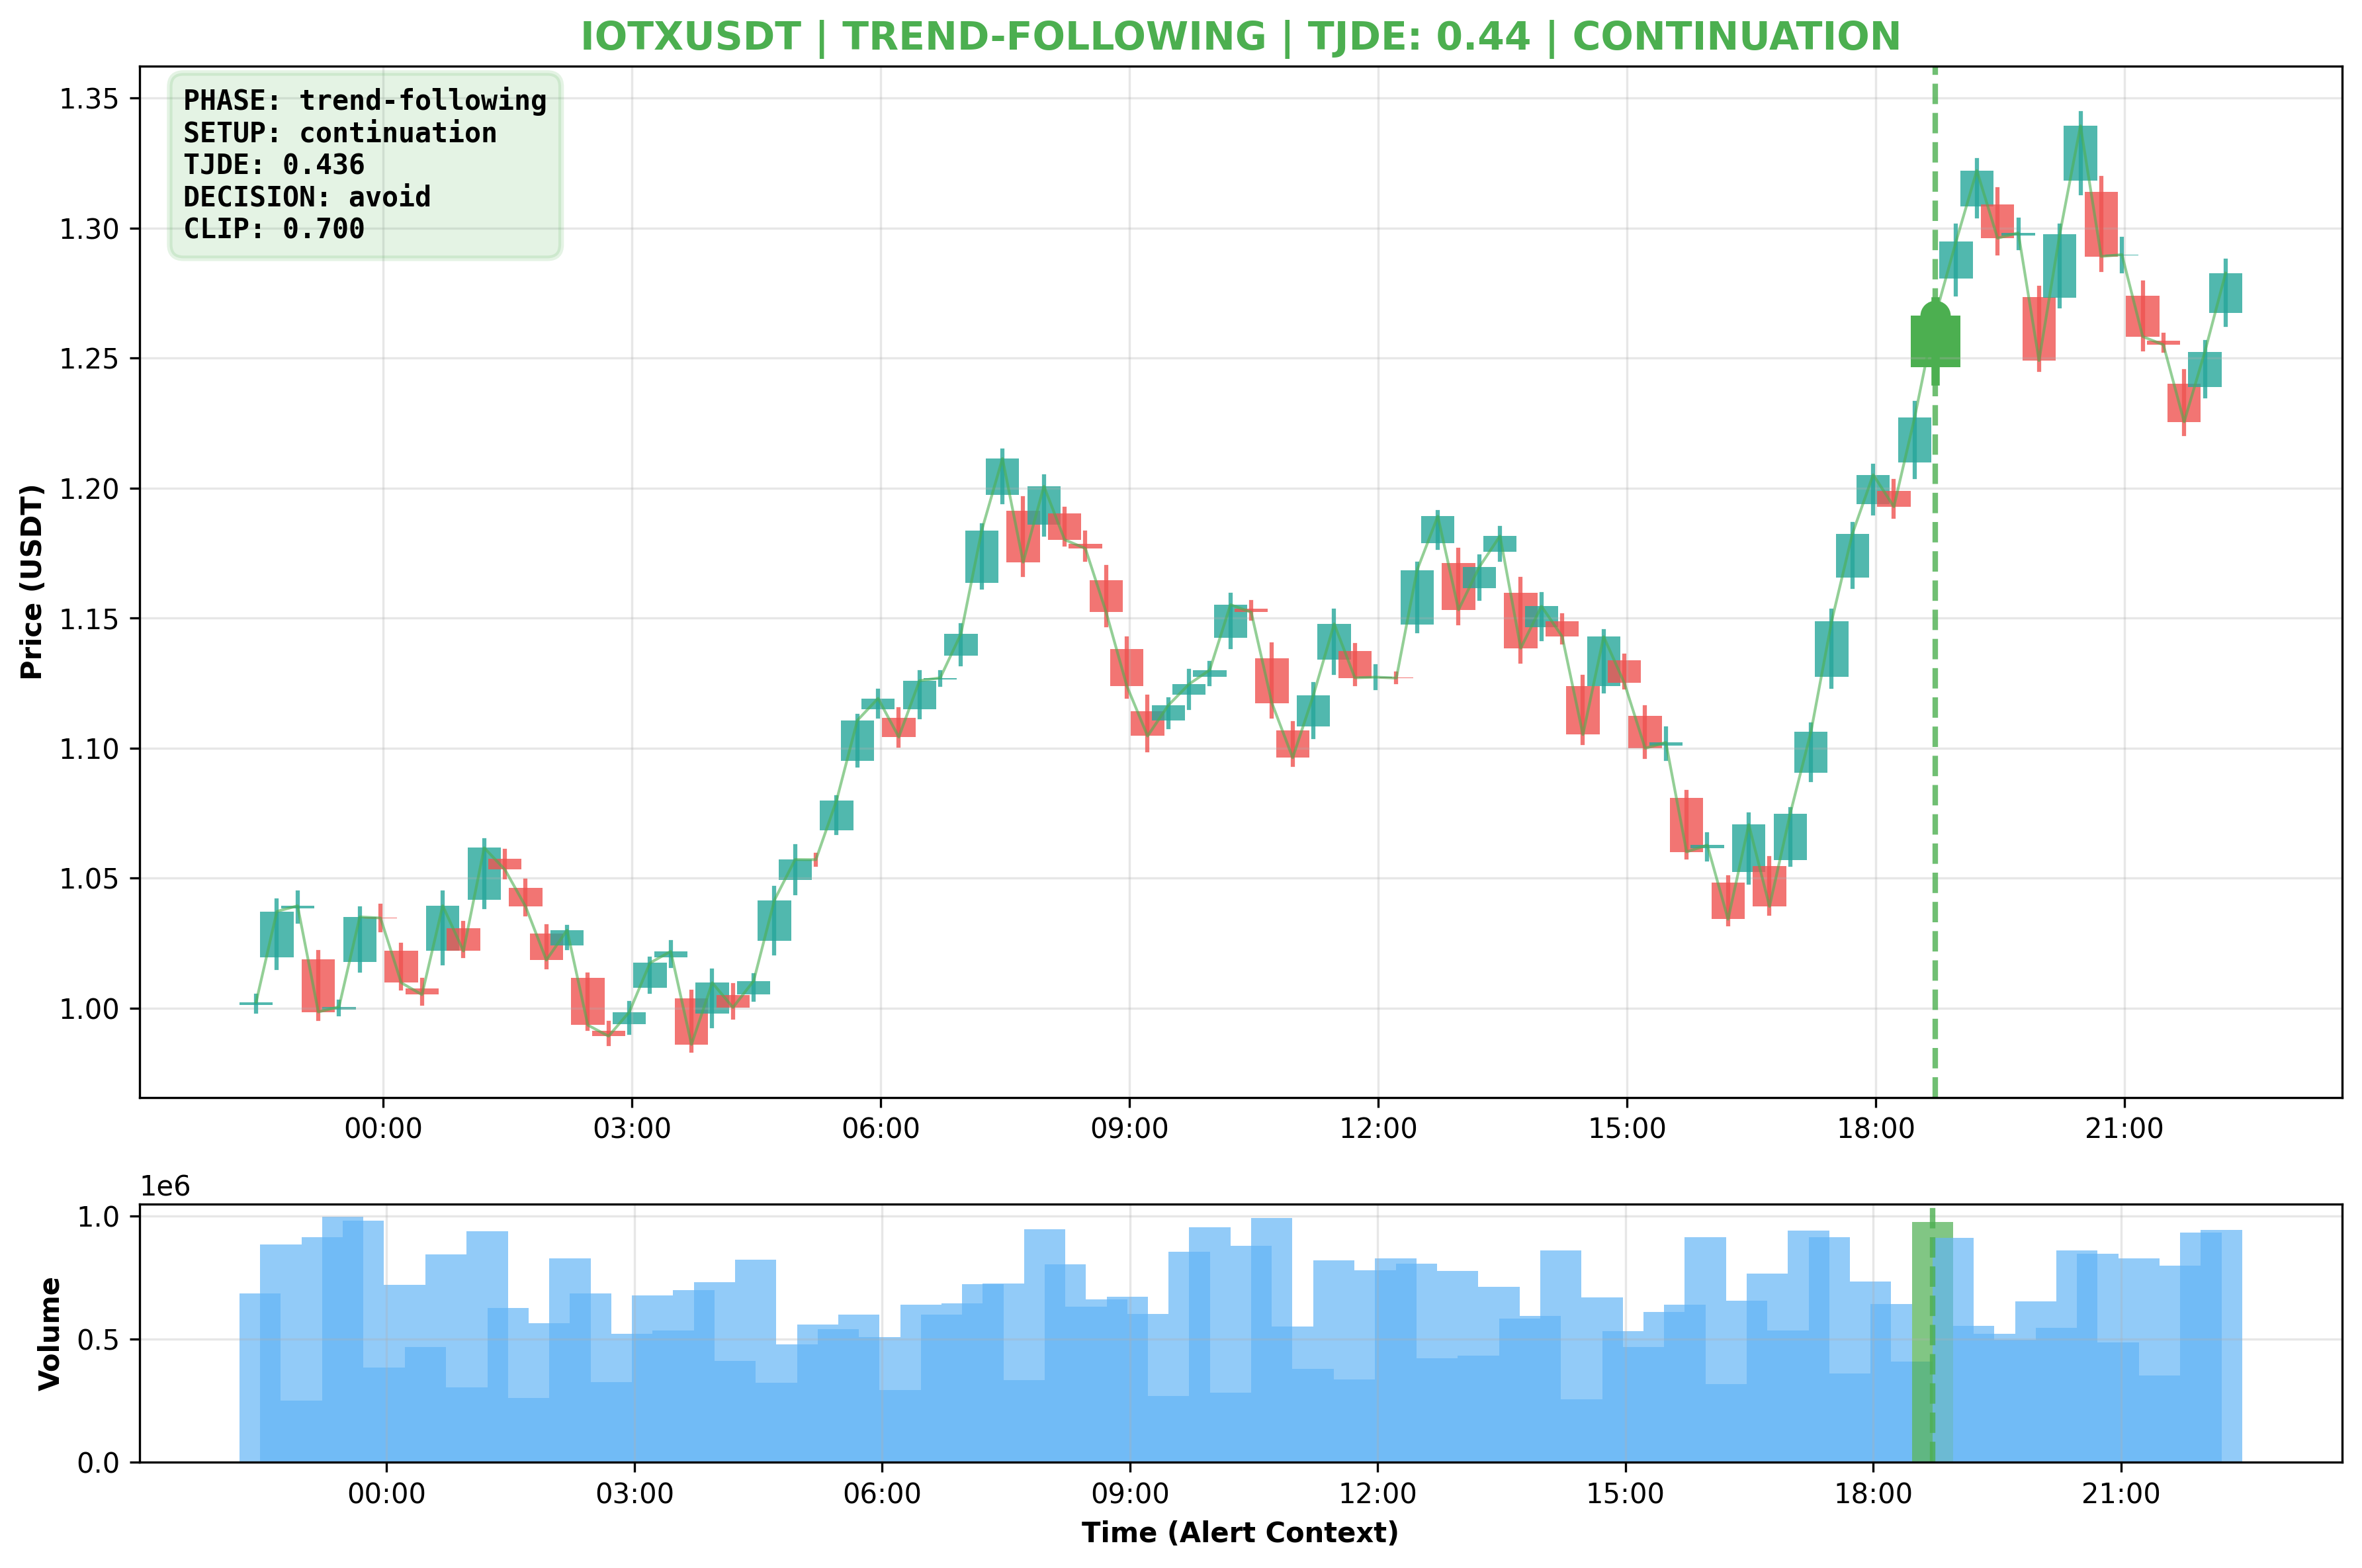 IOTXUSDT | TREND-FOLLOWING | TJDE: 0.44 | CONTINUATION
PHASE: trend-following
SETUP: continuation
TJDE: 0.436
DECISION: avoid
CLIP: 0.700
Price (USDT)
1.35
1.30
1.25
1.20
1.15
1.10
1.05
1.00
00:00 03:00 06:00 09:00 12:00 15:00 18:00 21:00
1e6
Volume
1.0
0.5
0.0
00:00 03:00 06:00 09:00 12:00 15:00 18:00 21:00
Time (Alert Context)